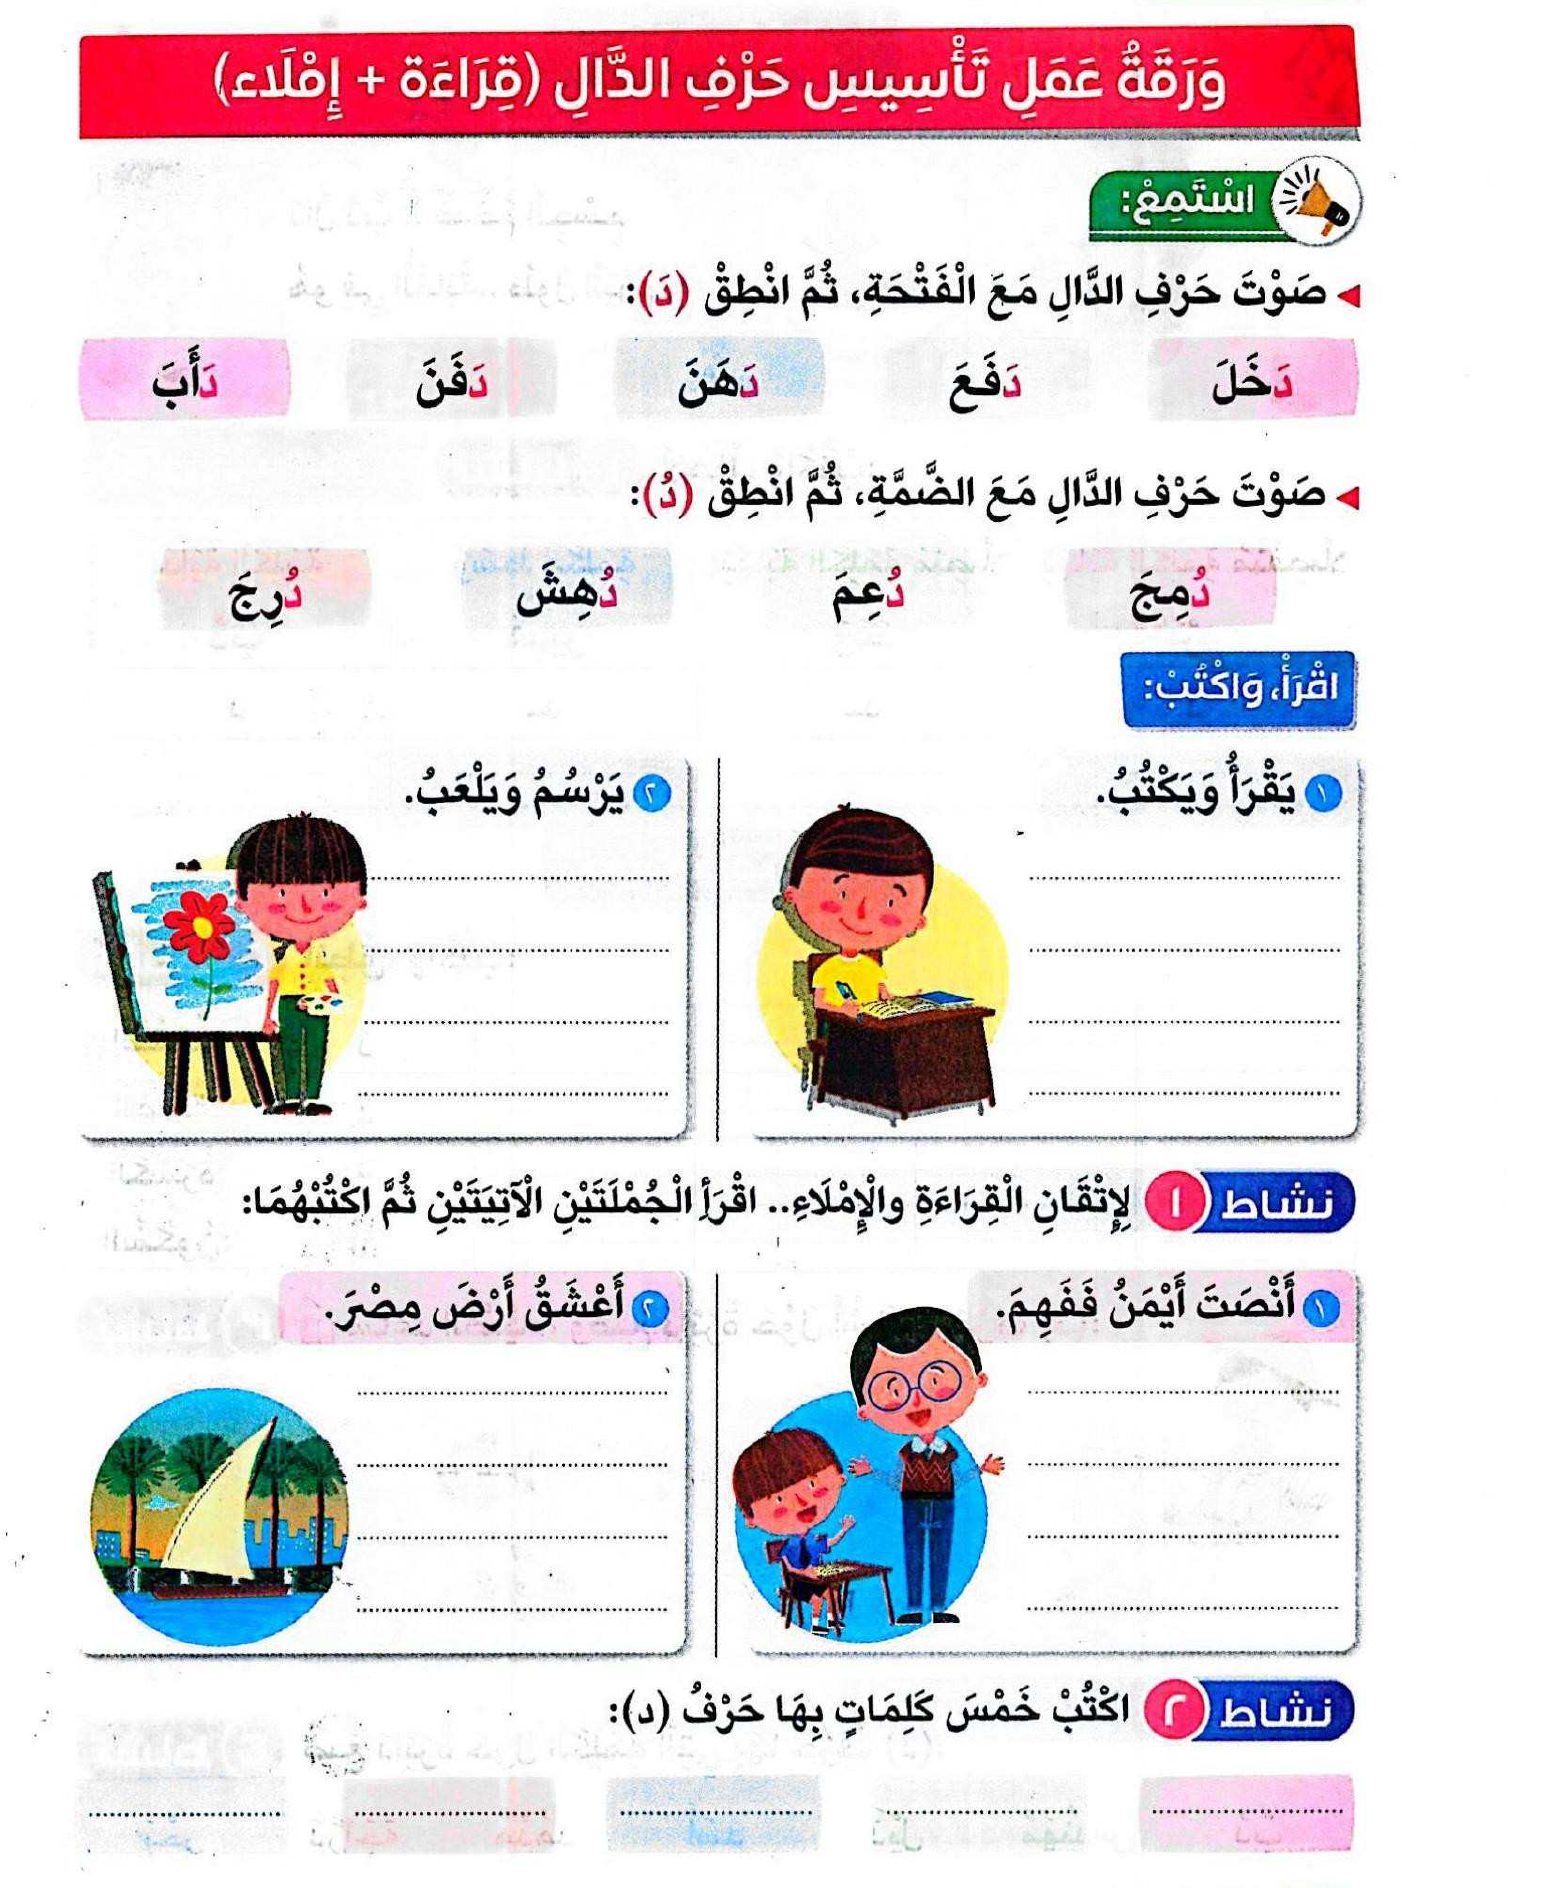 وَرَقَةُ عَمَلِ تَأْسِيسِ حَرْفِ الدَّالِ (قِرَاءَة + إِمْلَاء)
اسْتَمِعْ:
صَوْتَ حَرْفِ الدَّالِ مَعَ الْفَتْحَةِ، ثُمَّ انْطِقْ (دَ):
دَخَلَ دَفَعَ دَهَنَ دَفَنَ دَأَبَ
صَوْتَ حَرْفِ الدَّالِ مَعَ الضَّمَّةِ، ثُمَّ انْطِقْ (دُ):
دُمِجَ دُعِمَ دُهِشَ دُرِجَ
اقْرَأْ، وَاكْتُبْ:
١ يَقْرَأُ وَيَكْتُبُ.
٢ يَرْسُمُ وَيَلْعَبُ.
نشاط ١ لِإِتْقَانِ الْقِرَاءَةِ والْإِمْلَاءِ.. اقْرَأِ الْجُمْلَتَيْنِ الْآتِيَتَيْنِ ثُمَّ اكْتُبْهُمَا:
١ أَنْصَتَ أَيْمَنُ فَفَهِمَ.
٢ أَعْشَقُ أَرْضَ مِصْرَ.
نشاط ٢ اكْتُبْ خَمْسَ كَلِمَاتٍ بِهَا حَرْفُ (د):